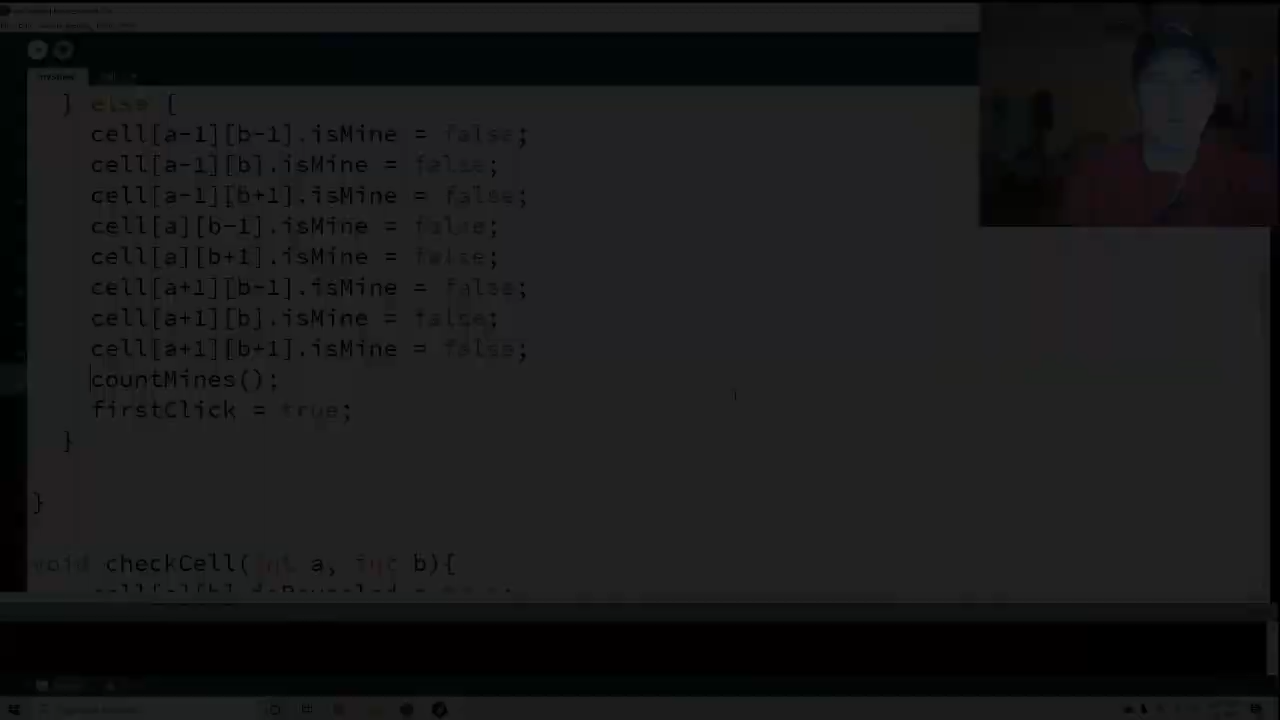 } else {
cell[a-1][b-1].isMine = false;
cell[a-1][b].isMine = false;
cell[a-1][b+1].isMine = false;
cell[a][b-1].isMine = false;
cell[a][b+1].isMine = false;
cell[a+1][b-1].isMine = false;
cell[a+1][b].isMine = false;
cell[a+1][b+1].isMine = false;
countMines();
firstClick = true;
}
}
void checkCell(int a, int b){